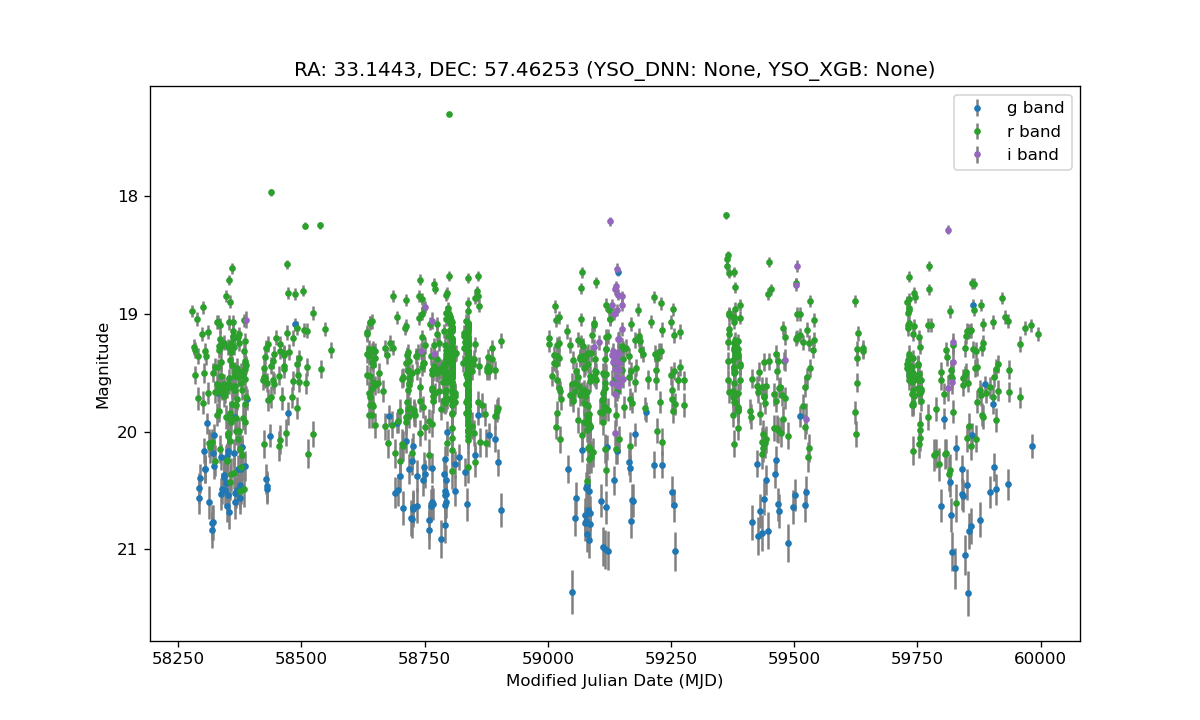 RA: 33.1443, DEC: 57.46253 (YSO_DNN: None, YSO_XGB: None)
g band
r band
i band
18
19
20
21
Magnitude
58250 58500 58750 59000 59250 59500 59750 60000
Modified Julian Date (MJD)